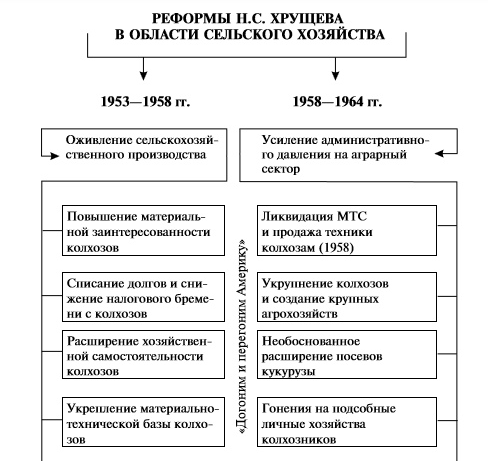 РЕФОРМЫ Н.С. ХРУЩЕВА
В ОБЛАСТИ СЕЛЬСКОГО ХОЗЯЙСТВА
1953—1958 гг.
Оживление сельскохозяй-
ственного производства
Повышение материаль-
ной заинтересованности
колхозов
Списание долгов и сни-
жение налогового бреме-
ни с колхозов
Расширение хозяйствен-
ной самостоятельности
колхозов
Укрепление материально-
технической базы колхо-
зов
«Догоним и перегоним Америку»
1958—1964 гг.
Усиление административно-
го давления на аграрный
сектор
Ликвидация МТС
и продажа техники
колхозам (1958)
Укрупнение колхозов
и создание крупных
агрохозяйств
Необоснованное
расширение посевов
кукурузы
Гонения на подсобные
личные хозяйства
колхозников